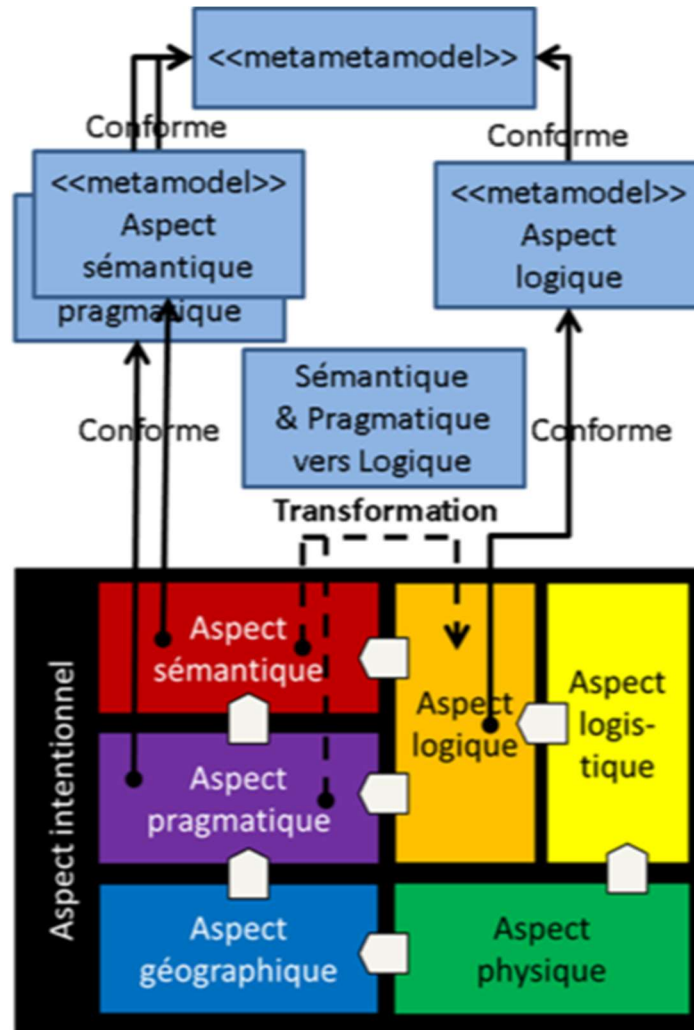 <<metametamodel>>
Conforme
Conforme
<<metamodel>>
Aspect
sémantique
pragmatique
<<metamodel>>
Aspect
logique
Sémantique
& Pragmatique
vers Logique
Conforme
Conforme
Transformation
Aspect intentionnel
Aspect
sémantique
Aspect
logique
Aspect
logis-
tique
Aspect
pragmatique
Aspect
géographique
Aspect
physique